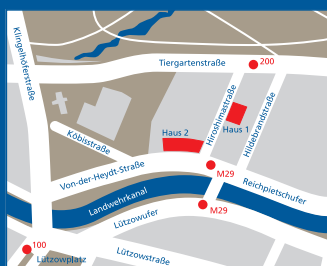 Klingelhöferstraße
Tiergartenstraße
200
Hiroshimastraße
Hildebrandstraße
Haus 1
Haus 2
Köbisstraße
Von-der-Heydt-Straße
M29
Reichpietschufer
Landwehrkanal
M29
Lützowufer
100
Lützowplatz
Lützowstraße